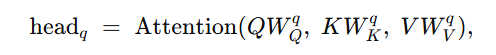 head_q = Attention(QW_Q^q, KW_K^q, VW_V^q),